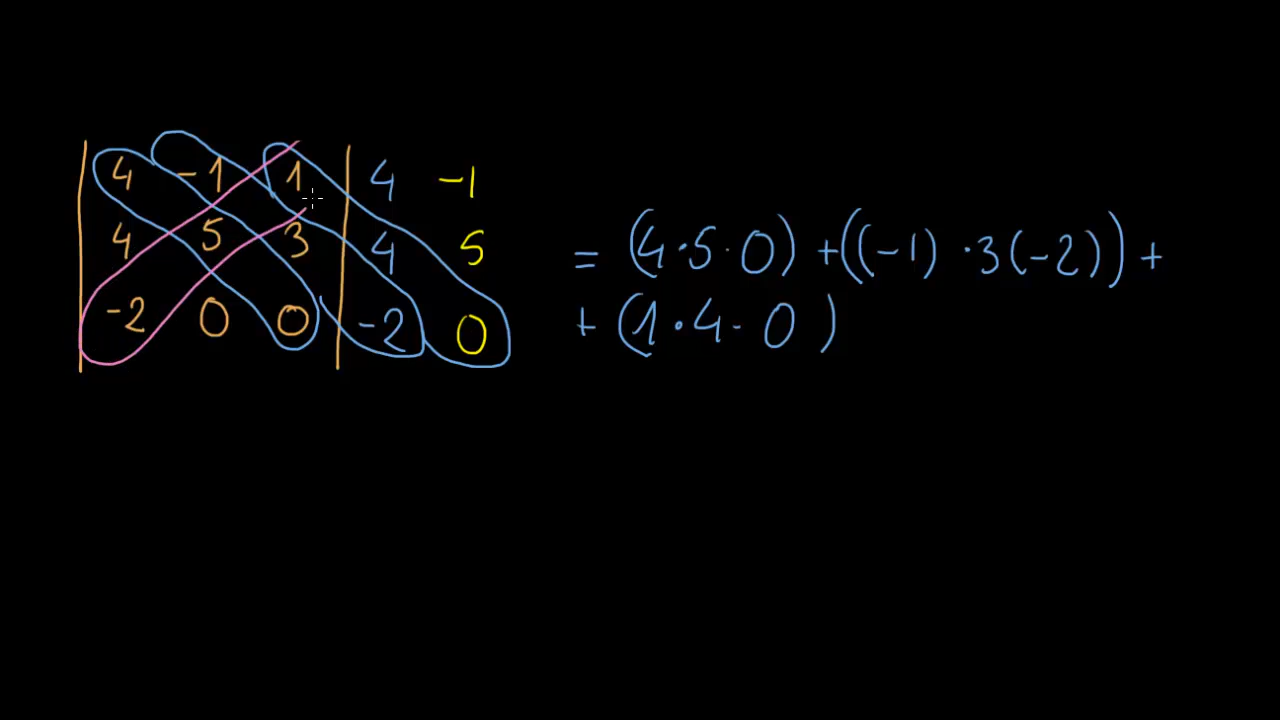 | 4 -1 1 | 4 -1
| 4 5 3 | 4 5
| -2 0 0 | -2 0
= (4·5·0) +((-1) ·3(-2)) +
+ (1·4·0 )